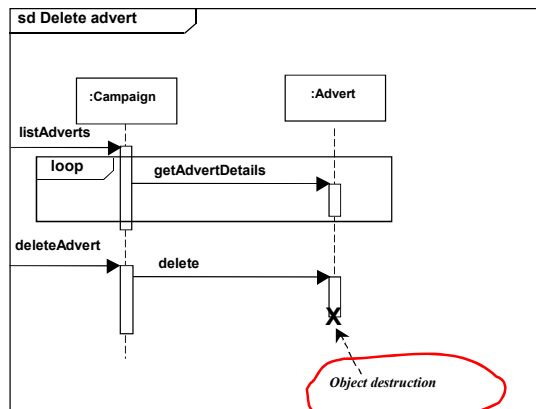 sd Delete advert
:Campaign
:Advert
listAdverts
loop
getAdvertDetails
deleteAdvert
delete
X
Object destruction